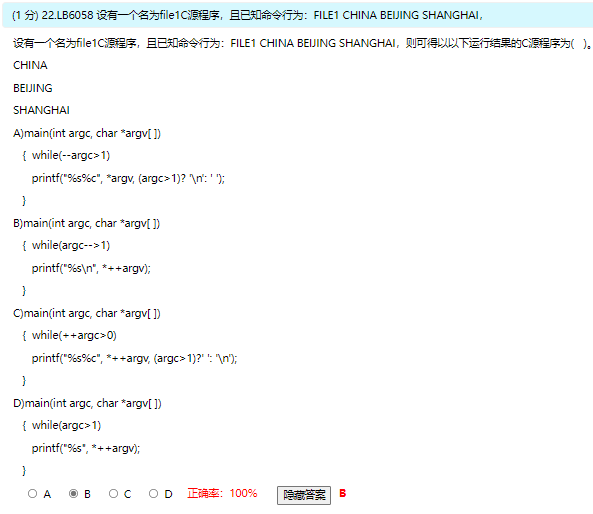 (1 分) 22.LB6058 设有一个名为file1C源程序，且已知命令行为：FILE1 CHINA BEIJING SHANGHAI，
设有一个名为file1C源程序，且已知命令行为：FILE1 CHINA BEIJING SHANGHAI，则可得以以下运行结果的C源程序为( )。
CHINA
BEIJING
SHANGHAI
A)main(int argc, char *argv[ ])
{ while(--argc>1)
printf("%s%c", *argv, (argc>1)? '\n': ' ');
}
B)main(int argc, char *argv[ ])
{ while(argc-->1)
printf("%s\n", *++argv);
}
C)main(int argc, char *argv[ ])
{ while(++argc>0)
printf("%s%c", *++argv, (argc>1)?' ': '\n');
}
D)main(int argc, char *argv[ ])
{ while(argc>1)
printf("%s", *++argv);
}
A B C D 正确率：100% 隐藏答案 B